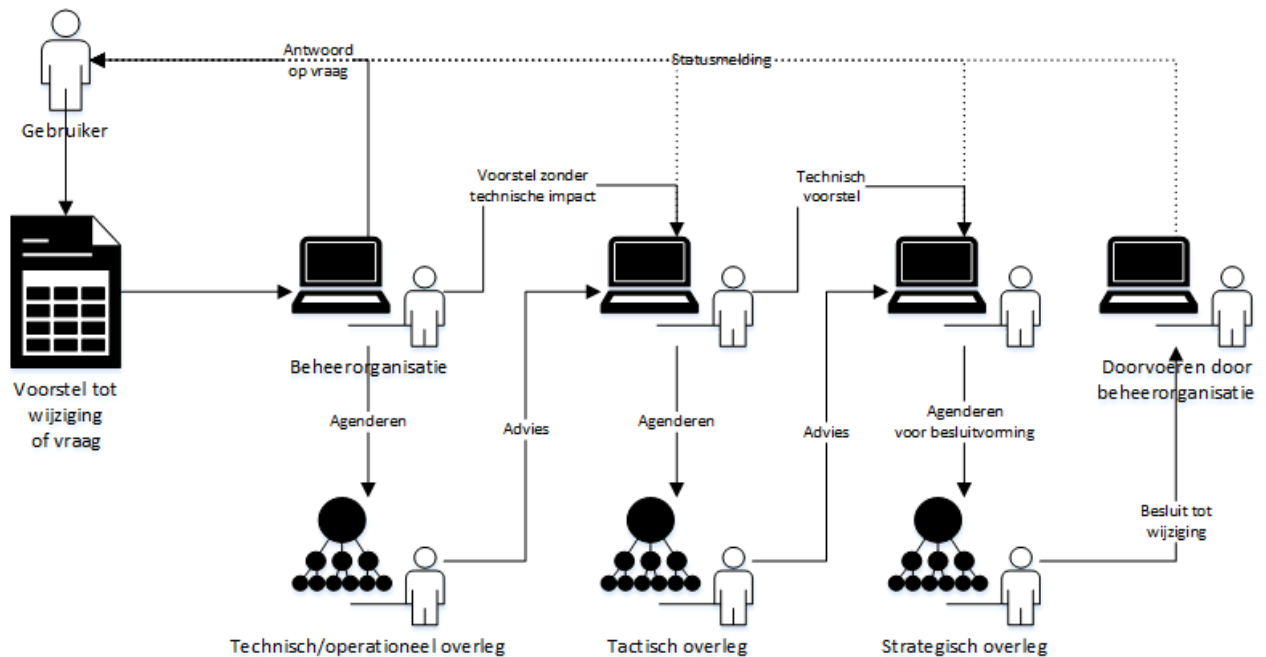 Antwoord
op vraag
Statusmelding
Gebruiker
Voorstel zonder
technische impact
Technisch
voorstel
Voorstel tot
wijziging
of vraag
Beheerorganisatie
Doorvoeren door
beheerorganisatie
Agenderen
Advies
Agenderen
Advies
Agenderen
voor besluitvorming
Besluit tot
wijziging
Technisch/operationeel overleg
Tactisch overleg
Strategisch overleg